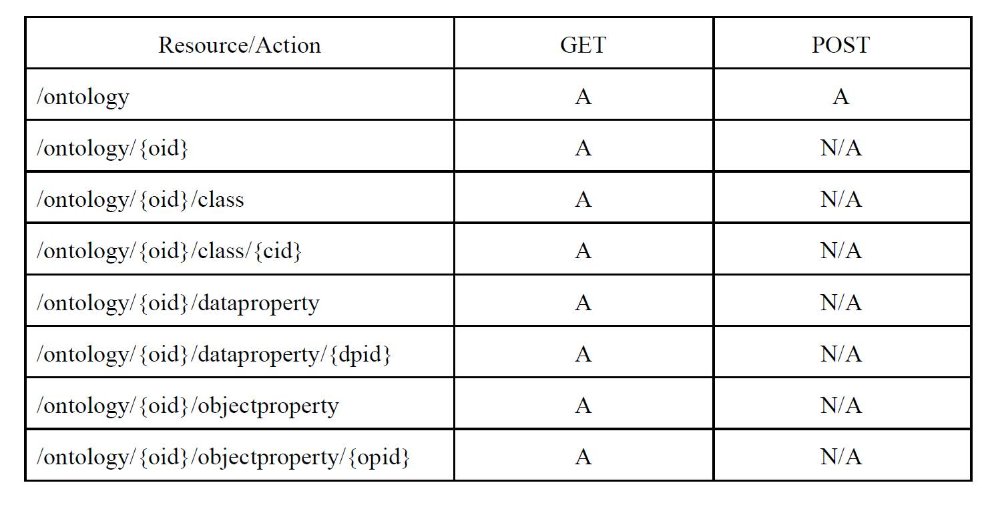 Resource/Action GET POST
/ontology A A
/ontology/{oid} A N/A
/ontology/{oid}/class A N/A
/ontology/{oid}/class/{cid} A N/A
/ontology/{oid}/dataproperty A N/A
/ontology/{oid}/dataproperty/{dpid} A N/A
/ontology/{oid}/objectproperty A N/A
/ontology/{oid}/objectproperty/{opid} A N/A